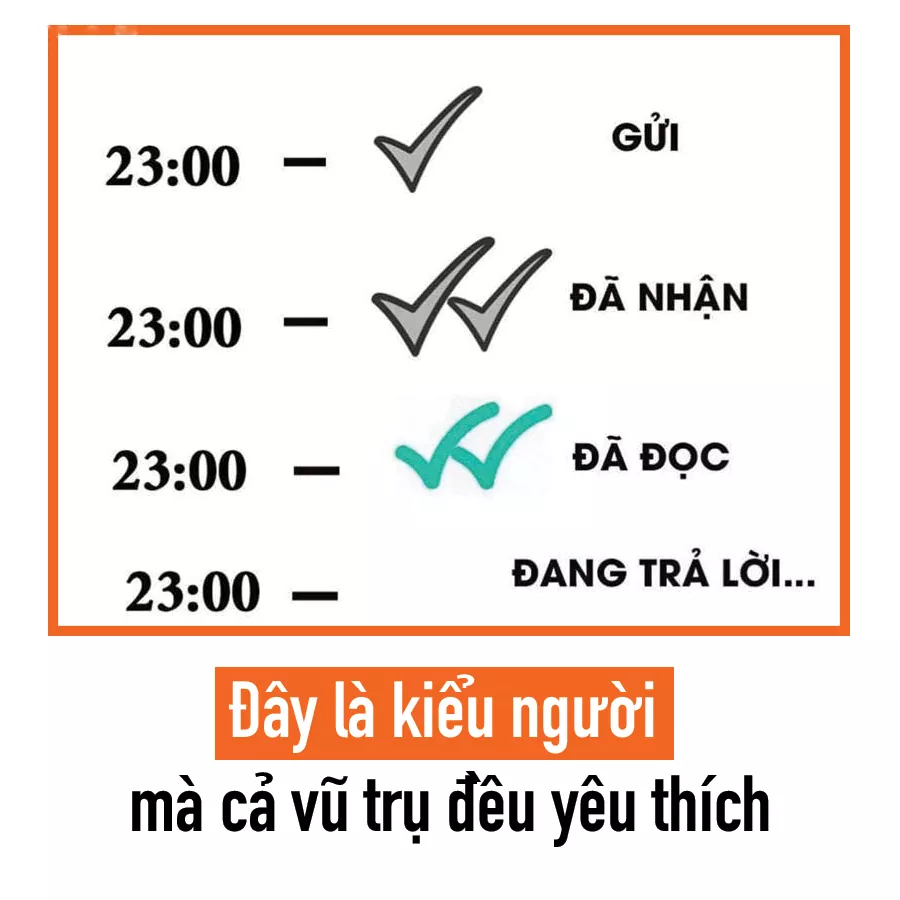 23:00 – GỬI
23:00 – ĐÃ NHẬN
23:00 – ĐÃ ĐỌC
23:00 – ĐANG TRẢ LỜI...
Đây là kiểu người
mà cả vũ trụ đều yêu thích